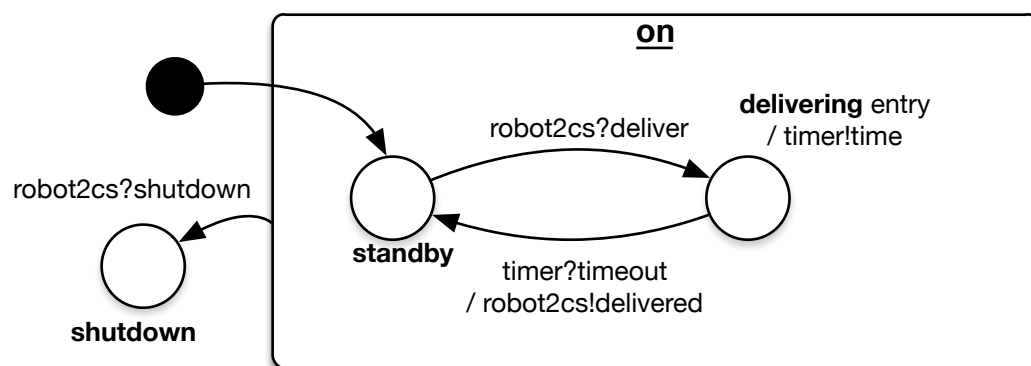 on
delivering entry
/ timer!time
robot2cs?deliver
robot2cs?shutdown
standby
timer?timeout
/ robot2cs!delivered
shutdown